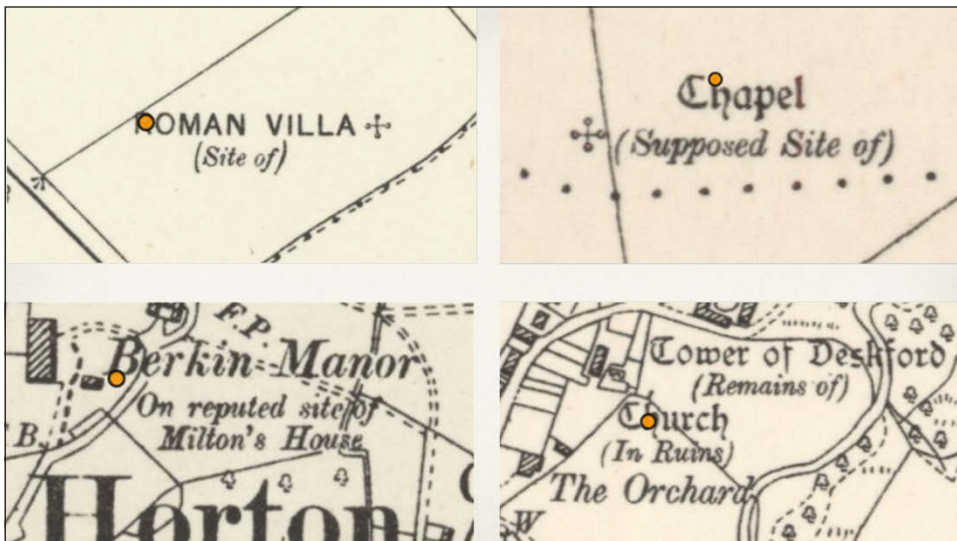 ROMAN VILLA
(Site of)
Chapel
(Supposed Site of)
F.P.
Berkin Manor
On reputed site of
Milton's House
B.
Horton
Tower of Deskford
(Remains of)
Church
(In Ruins)
The Orchard
W